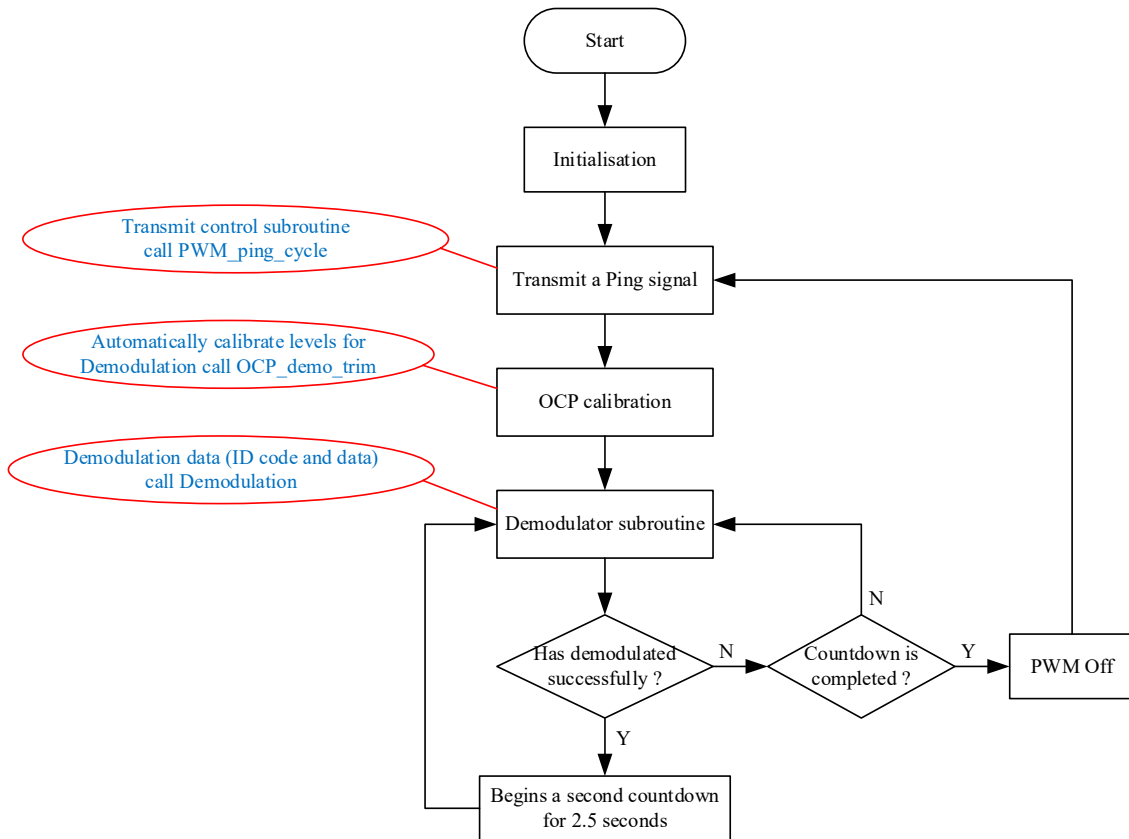 Start
Initialisation
Transmit control subroutine
call PWM_ping_cycle
Transmit a Ping signal
Automatically calibrate levels for
Demodulation call OCP_demo_trim
OCP calibration
Demodulation data (ID code and data)
call Demodulation
Demodulator subroutine
N
Has demodulated
successfully ?
N
Countdown is
completed ?
Y
PWM Off
Y
Begins a second countdown
for 2.5 seconds